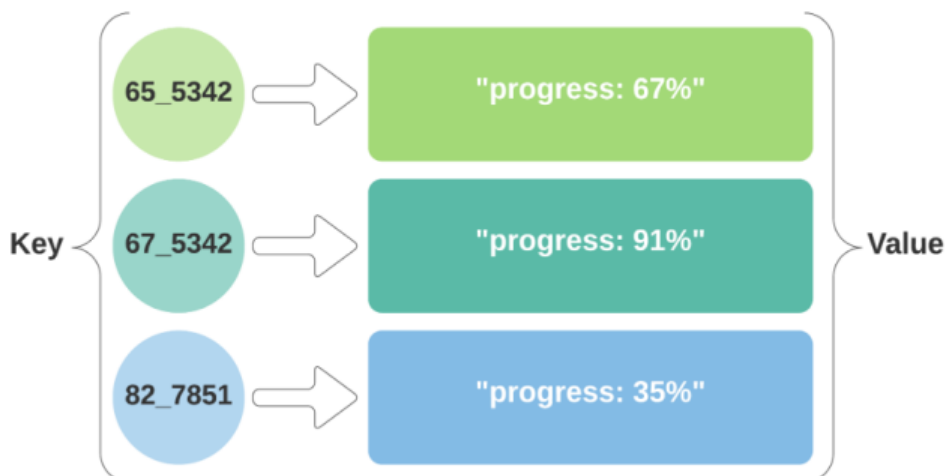 65_5342
"progress: 67%"
Key
67_5342
"progress: 91%"
Value
82_7851
"progress: 35%"